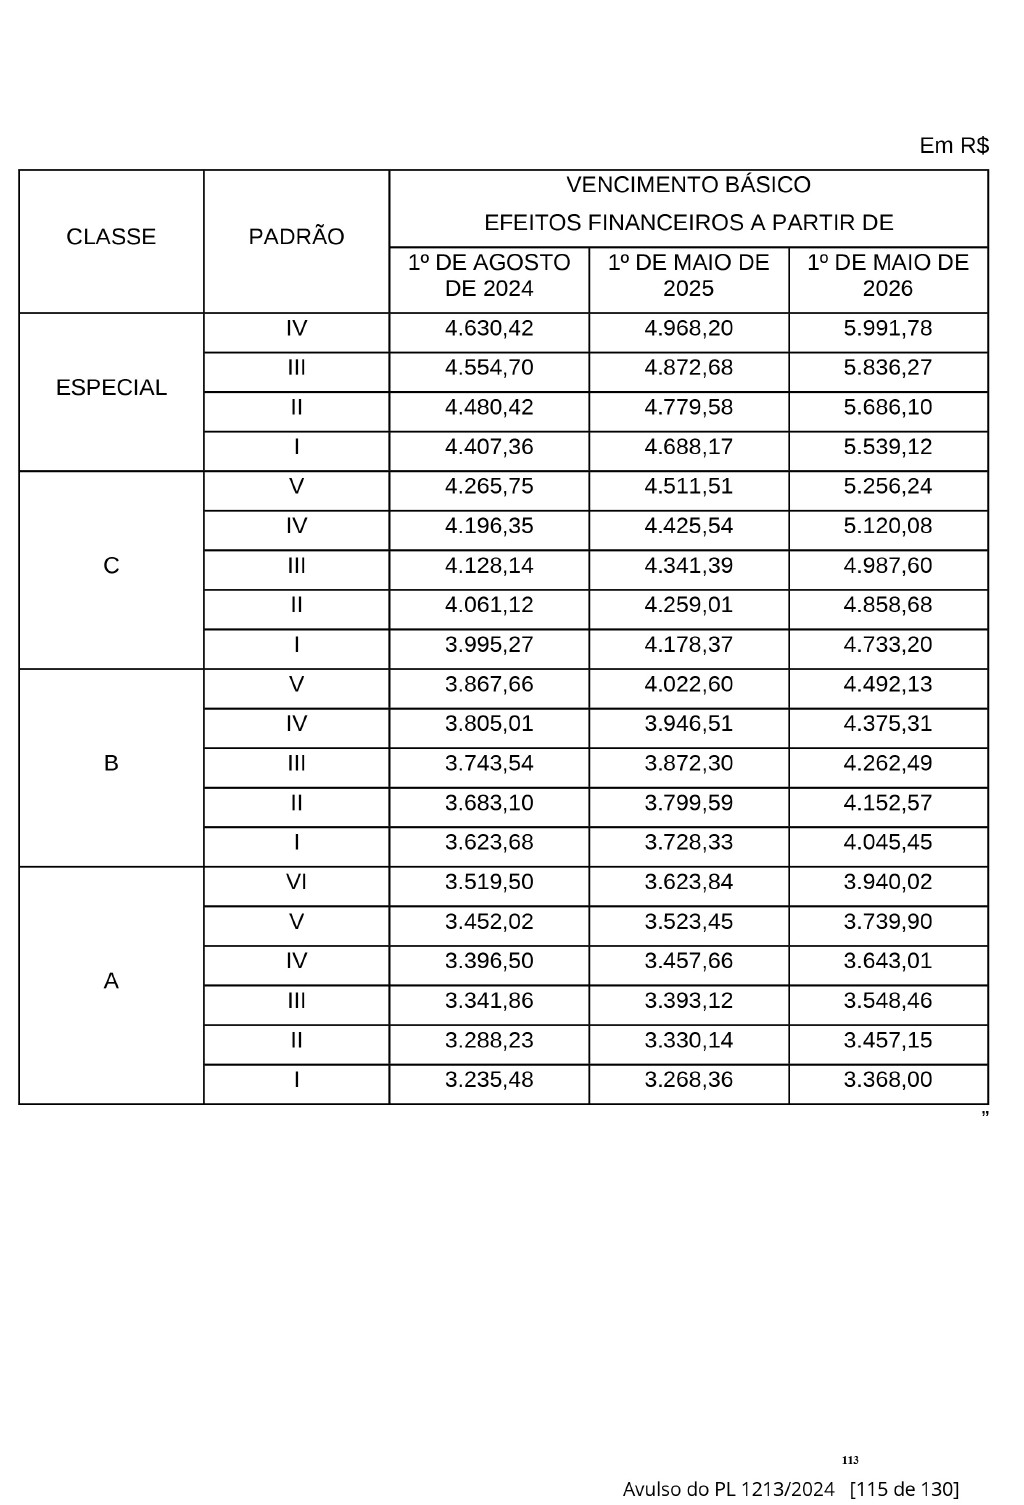 Em R$
CLASSE PADRÃO VENCIMENTO BÁSICO
EFEITOS FINANCEIROS A PARTIR DE
1º DE AGOSTO DE 2024 1º DE MAIO DE 2025 1º DE MAIO DE 2026
ESPECIAL IV 4.630,42 4.968,20 5.991,78
III 4.554,70 4.872,68 5.836,27
II 4.480,42 4.779,58 5.686,10
I 4.407,36 4.688,17 5.539,12
C V 4.265,75 4.511,51 5.256,24
IV 4.196,35 4.425,54 5.120,08
III 4.128,14 4.341,39 4.987,60
II 4.061,12 4.259,01 4.858,68
I 3.995,27 4.178,37 4.733,20
B V 3.867,66 4.022,60 4.492,13
IV 3.805,01 3.946,51 4.375,31
III 3.743,54 3.872,30 4.262,49
II 3.683,10 3.799,59 4.152,57
I 3.623,68 3.728,33 4.045,45
A VI 3.519,50 3.623,84 3.940,02
V 3.452,02 3.523,45 3.739,90
IV 3.396,50 3.457,66 3.643,01
III 3.341,86 3.393,12 3.548,46
II 3.288,23 3.330,14 3.457,15
I 3.235,48 3.268,36 3.368,00
”
113
Avulso do PL 1213/2024 [115 de 130]